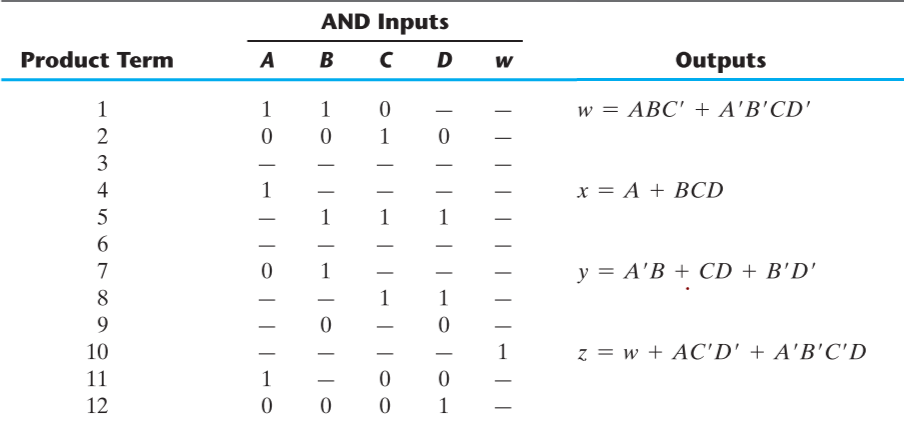 AND Inputs
Product Term A B C D w Outputs
1 1 1 0 – – w = ABC' + A'B'CD'
2 0 0 1 0 –
3 – – – – –
4 1 – – – – x = A + BCD
5 – 1 1 1 –
6 – – – – –
7 0 1 – – – y = A'B + CD + B'D'
8 – – 1 1 –
9 – 0 – 0 –
10 – – – – 1 z = w + AC'D' + A'B'C'D
11 1 – 0 0 –
12 0 0 0 1 –